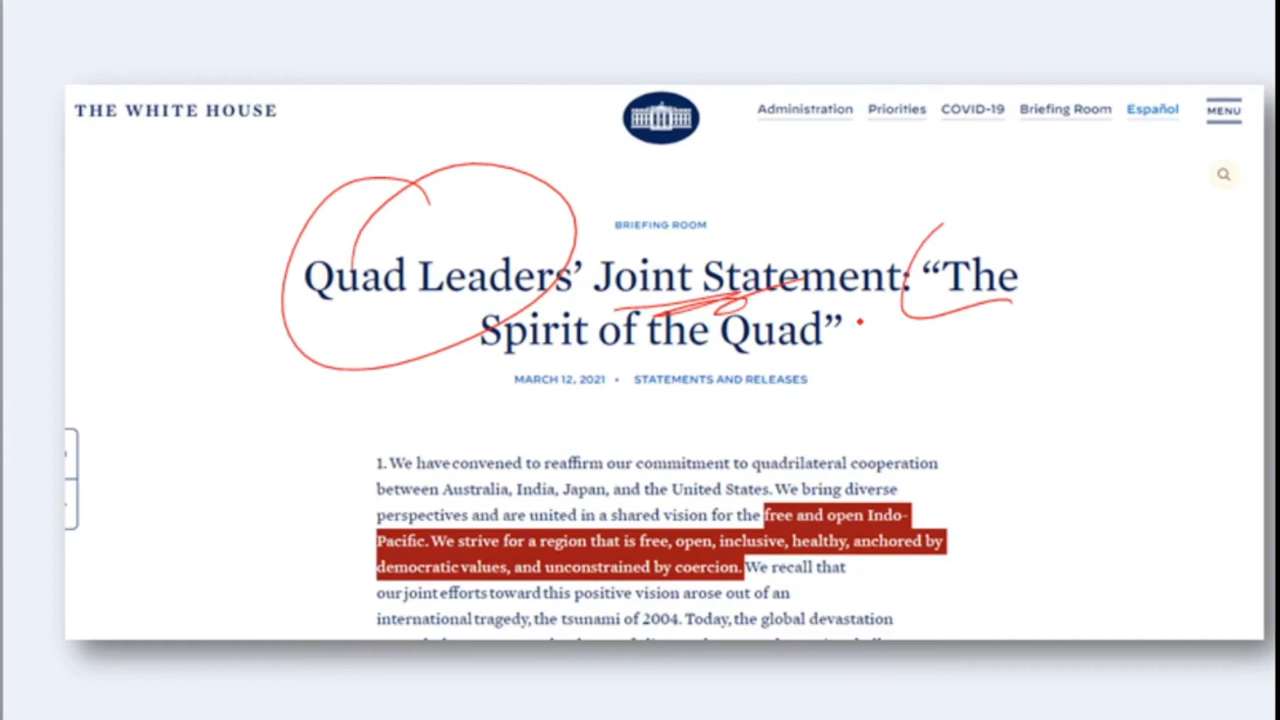 THE WHITE HOUSE
Administration Priorities COVID-19 Briefing Room Español MENU
BRIEFING ROOM
Quad Leaders’ Joint Statement: “The
Spirit of the Quad”
MARCH 12, 2021 • STATEMENTS AND RELEASES
1. We have convened to reaffirm our commitment to quadrilateral cooperation
between Australia, India, Japan, and the United States. We bring diverse
perspectives and are united in a shared vision for the free and open Indo-
Pacific. We strive for a region that is free, open, inclusive, healthy, anchored by
democratic values, and unconstrained by coercion. We recall that
our joint efforts toward this positive vision arose out of an
international tragedy, the tsunami of 2004. Today, the global devastation